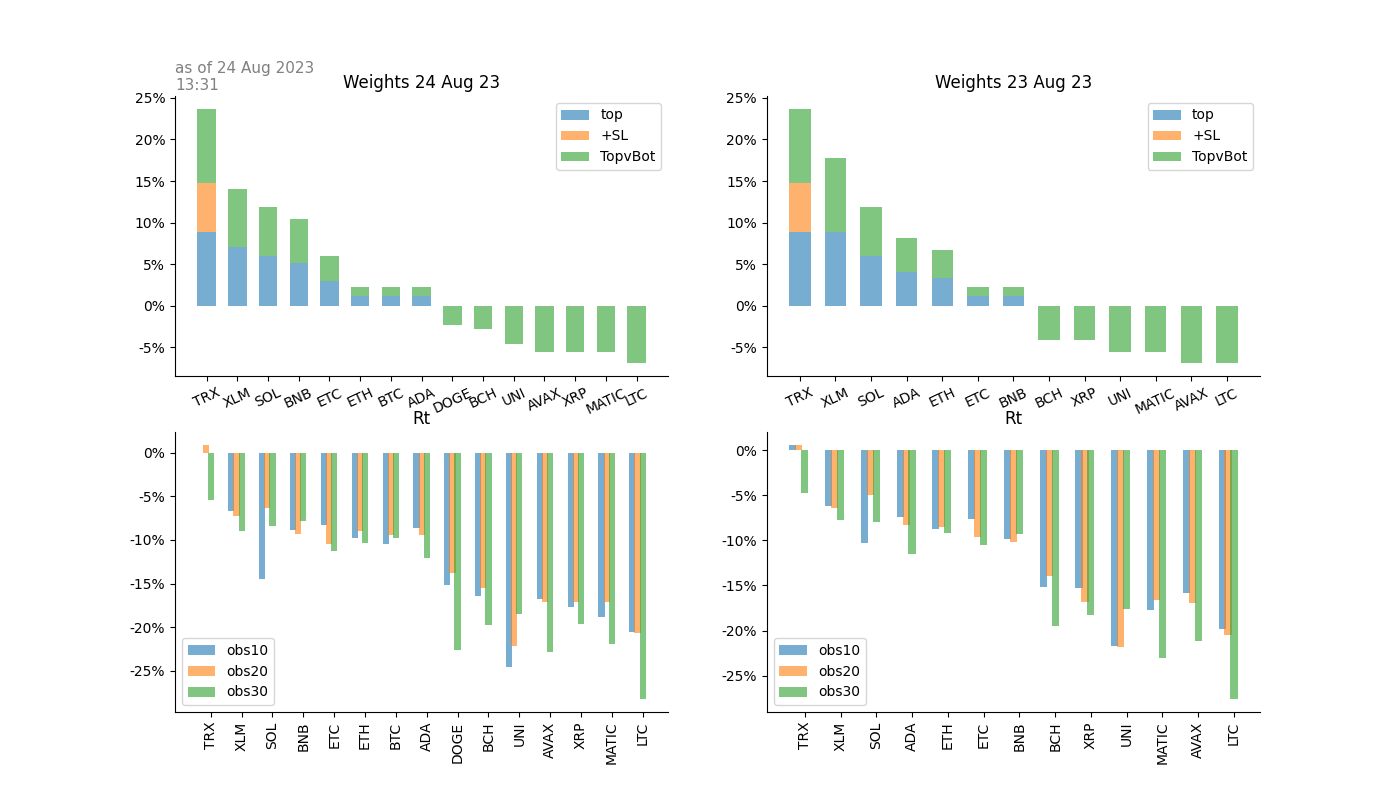 as of 24 Aug 2023
13:31
Weights 24 Aug 23
25%
20%
15%
10%
5%
0%
-5%
top
+SL
TopvBot
TRX XLM SOL BNB ETC ETH BTC ADA DOGE BCH UNI AVAX XRP MATIC LTC
Weights 23 Aug 23
25%
20%
15%
10%
5%
0%
-5%
top
+SL
TopvBot
TRX XLM SOL ADA ETH ETC BNB BCH XRP UNI MATIC AVAX LTC
Rt
0%
-5%
-10%
-15%
-20%
-25%
obs10
obs20
obs30
TRX XLM SOL BNB ETC ETH BTC ADA DOGE BCH UNI AVAX XRP MATIC LTC
Rt
0%
-5%
-10%
-15%
-20%
-25%
obs10
obs20
obs30
TRX XLM SOL ADA ETH ETC BNB BCH XRP UNI MATIC AVAX LTC